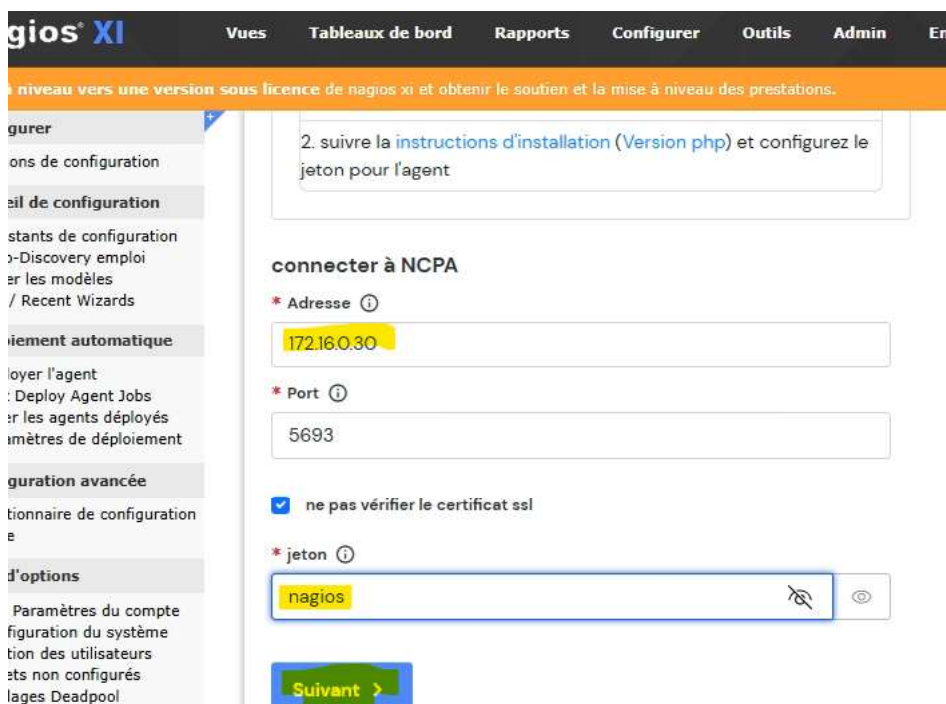 gios® XI
Vues Tableaux de bord Rapports Configurer Outils Admin En
à niveau vers une version sous licence de nagios xi et obtenir le soutien et la mise à niveau des prestations.
gurer
ons de configuration
eil de configuration
stants de configuration
o-Discovery emploi
er les modèles
/ Recent Wizards
iement automatique
loyer l'agent
: Deploy Agent Jobs
er les agents déployés
amètres de déploiement
guration avancée
tionnaire de configuration
e
d'options
Paramètres du compte
figuration du système
tion des utilisateurs
ets non configurés
lages Deadpool
2. suivre la instructions d'installation (Version php) et configurez le
jeton pour l'agent
connecter à NCPA
* Adresse
172.16.0.30
* Port
5693
ne pas vérifier le certificat ssl
* jeton
nagios
Suivant >